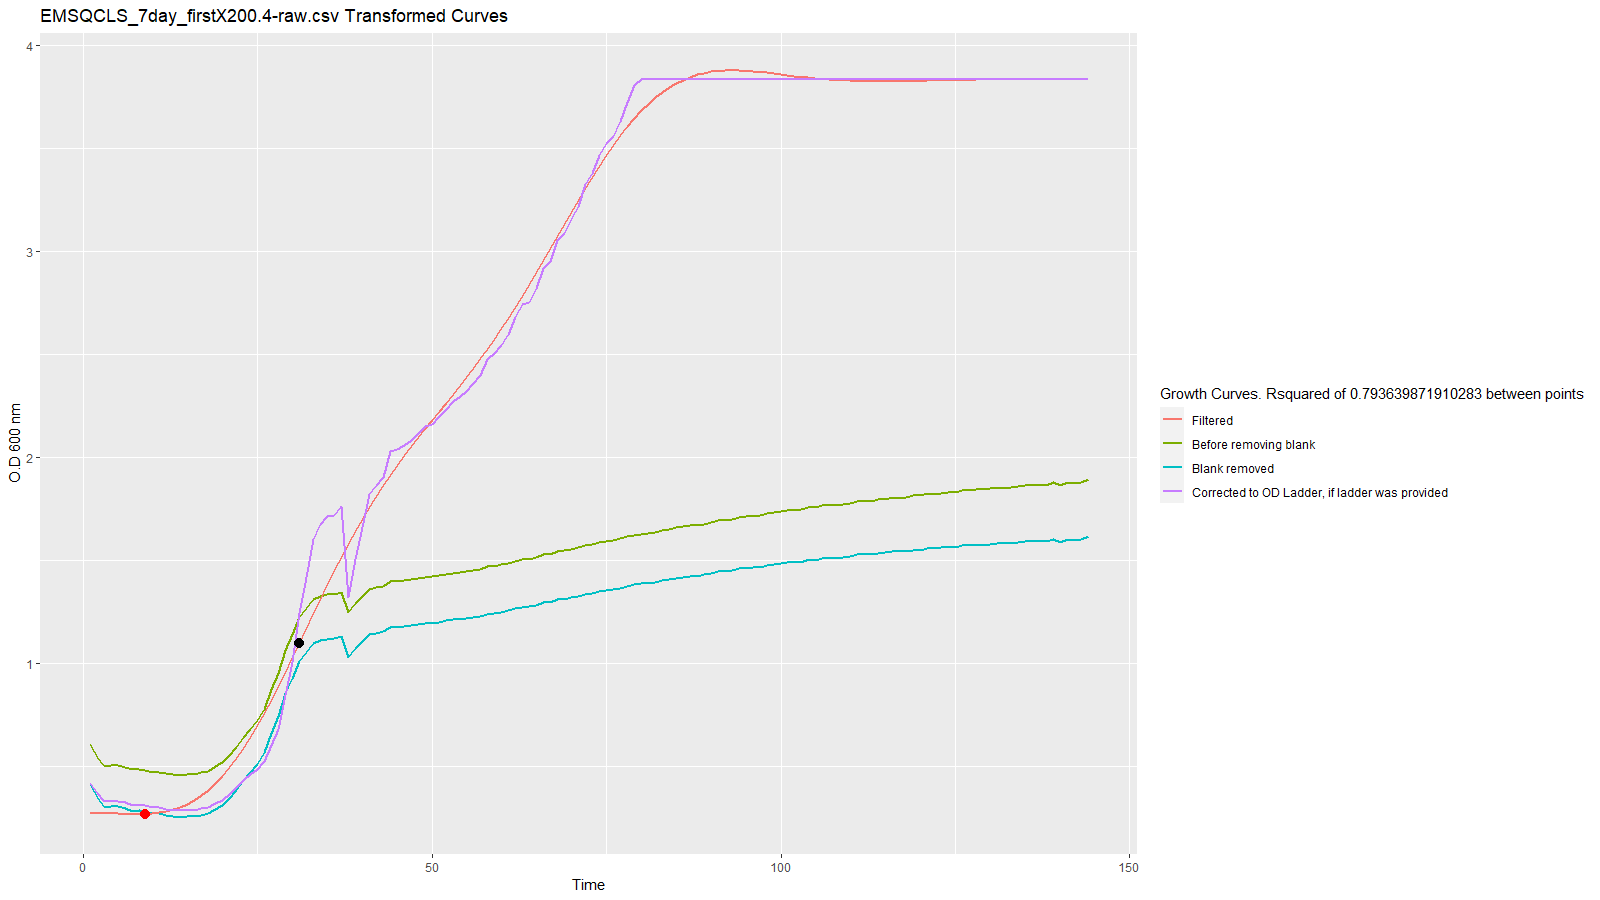 EMSQCLS_7day_firstX200.4-raw.csv Transformed Curves
4
3
2
1
O.D 600 nm
0
50
100
150
Time
Growth Curves. Rsquared of 0.793639871910283 between points
Filtered
Before removing blank
Blank removed
Corrected to OD Ladder, if ladder was provided